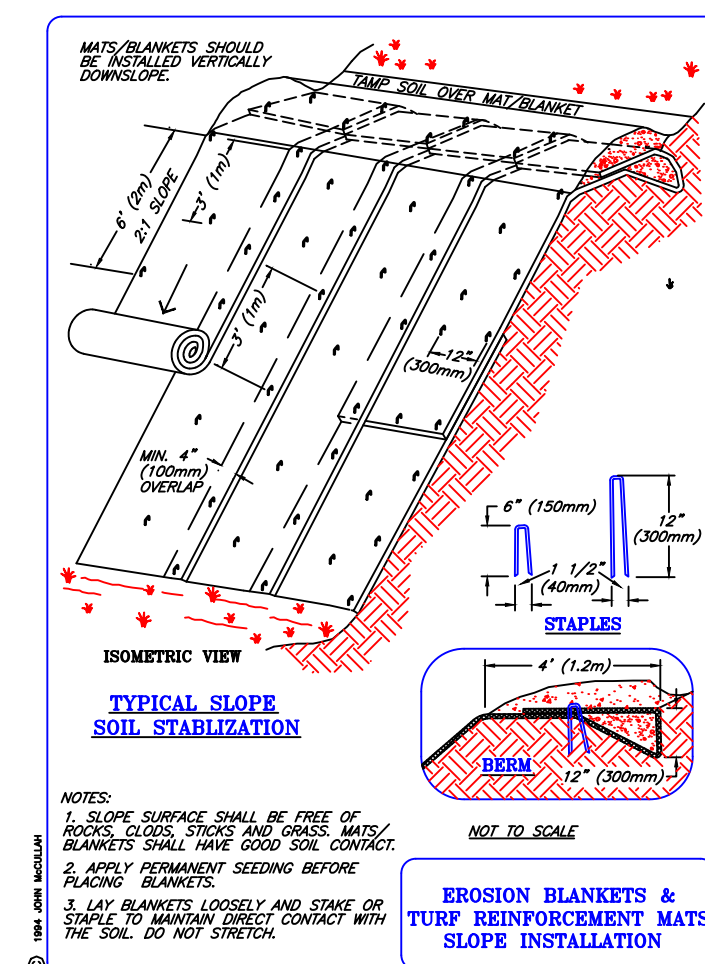 MATS/BLANKETS SHOULD
BE INSTALLED VERTICALLY
DOWNSLOPE.
TAMP SOIL OVER MAT/BLANKET
6' (2m)
2:1 SLOPE
3' (1m)
3' (1m)
12"
(300mm)
MIN. 4"
(100mm)
OVERLAP
6" (150mm)
12"
(300mm)
1 1/2"
(40mm)
STAPLES
ISOMETRIC VIEW
TYPICAL SLOPE
SOIL STABLIZATION
4' (1.2m)
BERM
12" (300mm)
NOT TO SCALE
NOTES:
1. SLOPE SURFACE SHALL BE FREE OF
ROCKS, CLODS, STICKS AND GRASS. MATS/
BLANKETS SHALL HAVE GOOD SOIL CONTACT.
2. APPLY PERMANENT SEEDING BEFORE
PLACING BLANKETS.
3. LAY BLANKETS LOOSELY AND STAKE OR
STAPLE TO MAINTAIN DIRECT CONTACT WITH
THE SOIL. DO NOT STRETCH.
EROSION BLANKETS &
TURF REINFORCEMENT MATS
SLOPE INSTALLATION
© 1994 JOHN McCULLAH